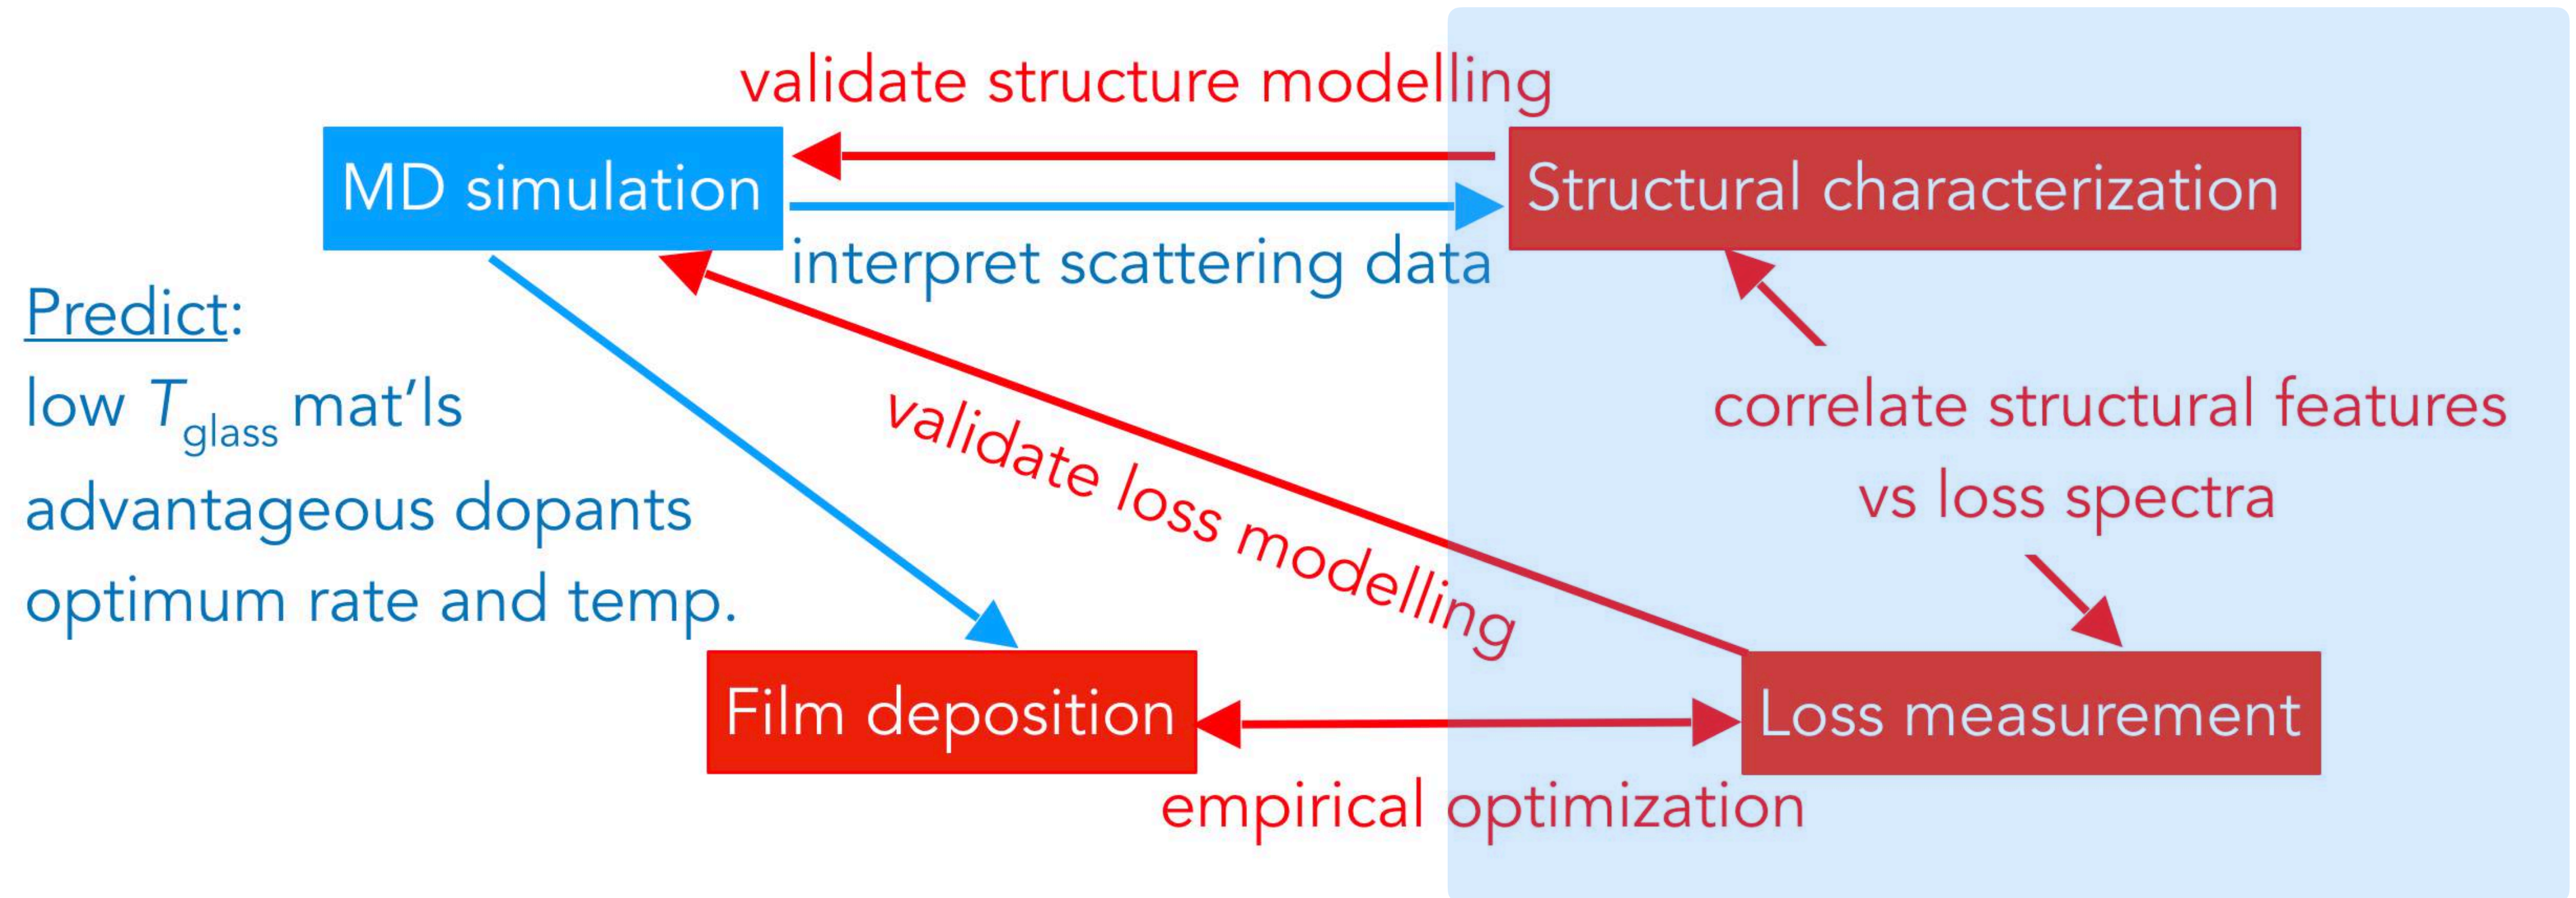 validate structure modelling
MD simulation
Structural characterization
interpret scattering data
Predict:
low Tglass mat'ls
advantageous dopants
optimum rate and temp.
validate loss modelling
correlate structural features
vs loss spectra
Film deposition
Loss measurement
empirical optimization